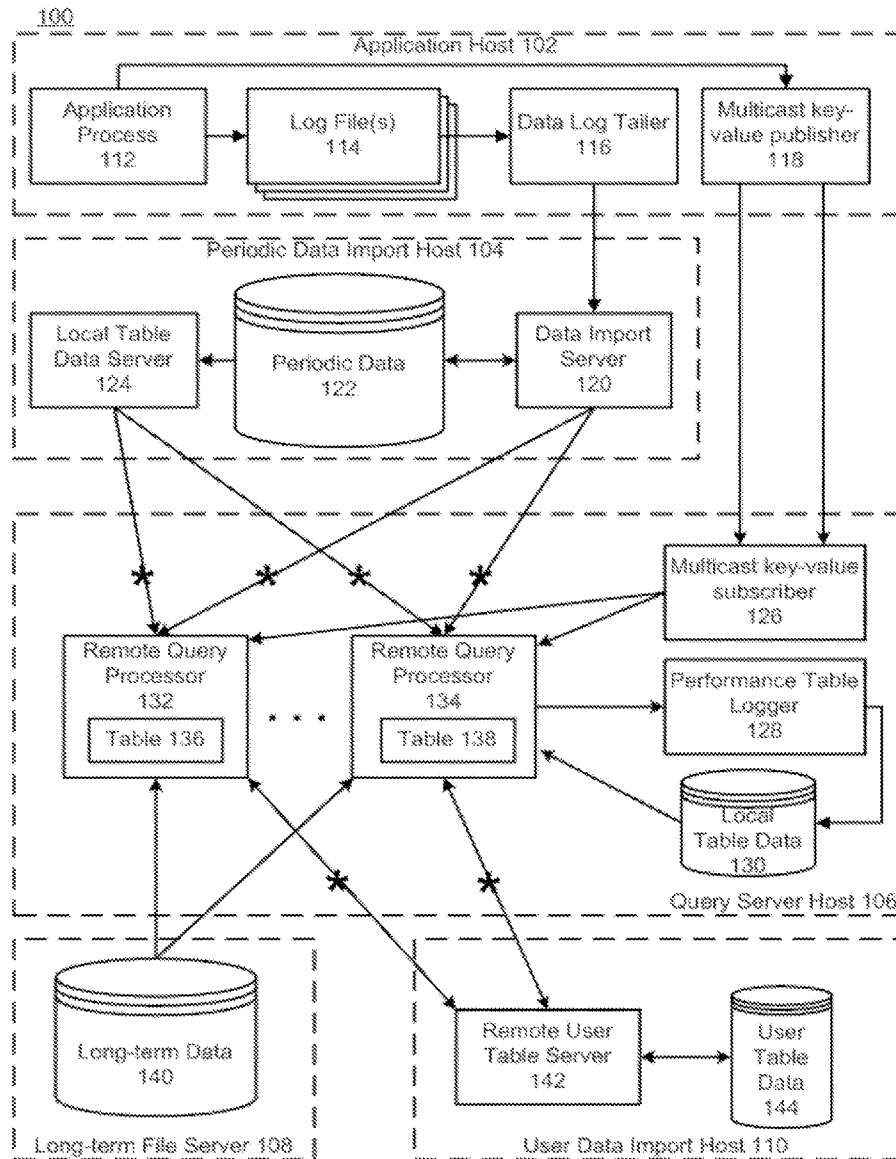 100
Application Host 102
Application
Process
112
Log File(s)
114
Data Log Tailer
116
Multicast key-
value publisher
118
Periodic Data Import Host 104
Local Table
Data Server
124
Periodic Data
122
Data Import
Server
120
Multicast key-value
subscriber
126
Remote Query
Processor
132
Table 136
. . .
Remote Query
Processor
134
Table 138
Performance Table
Logger
128
Local
Table Data
130
Query Server Host 106
Long-term Data
140
Long-term File Server 108
Remote User
Table Server
142
User
Table
Data
144
User Data Import Host 110